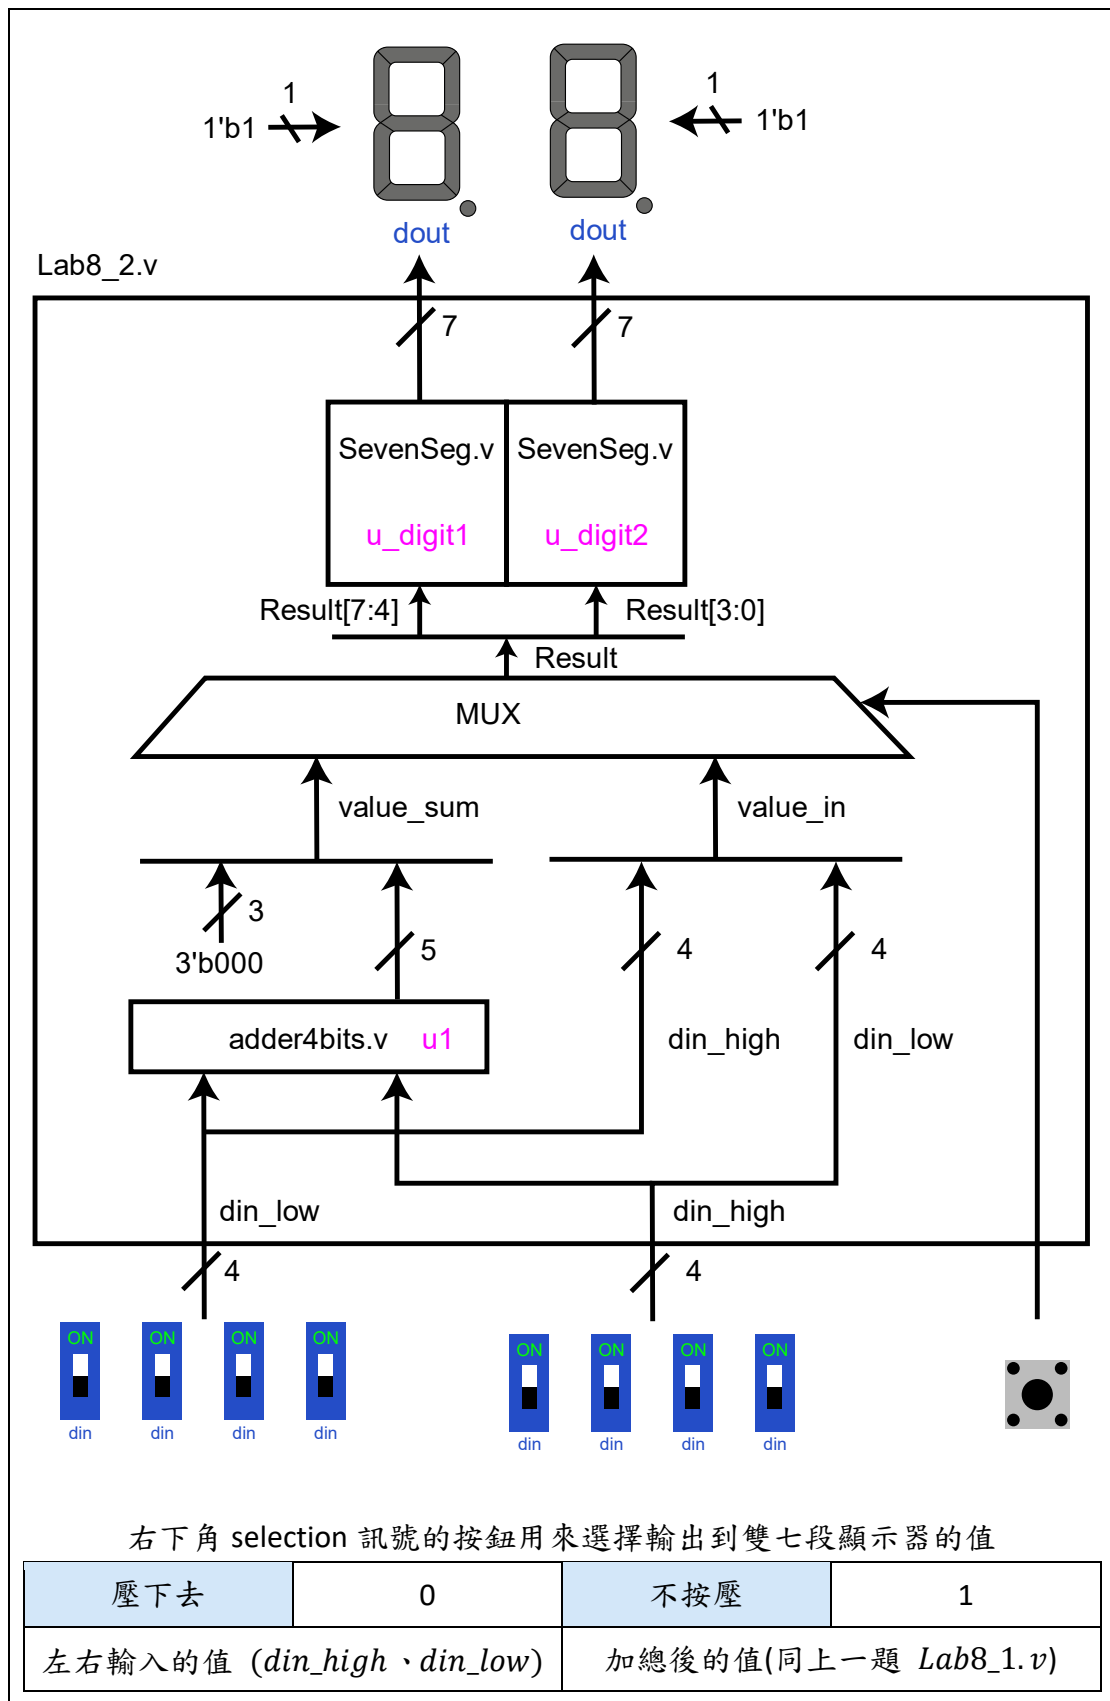 1
1'b1
1
1'b1
dout
dout
Lab8_2.v
7
7
SevenSeg.v
SevenSeg.v
u_digit1
u_digit2
Result[7:4]
Result[3:0]
Result
MUX
value_sum
value_in
3
5
4
4
3'b000
adder4bits.v u1
din_high
din_low
din_low
din_high
4
4
ON ON ON ON
ON ON ON ON
din din din din
din din din din
右下角 selection 訊號的按鈕用來選擇輸出到雙七段顯示器的值
壓下去 0 不按壓 1
左右輸入的值 (din_high、din_low) 加總後的值(同上一題 Lab8_1.v)